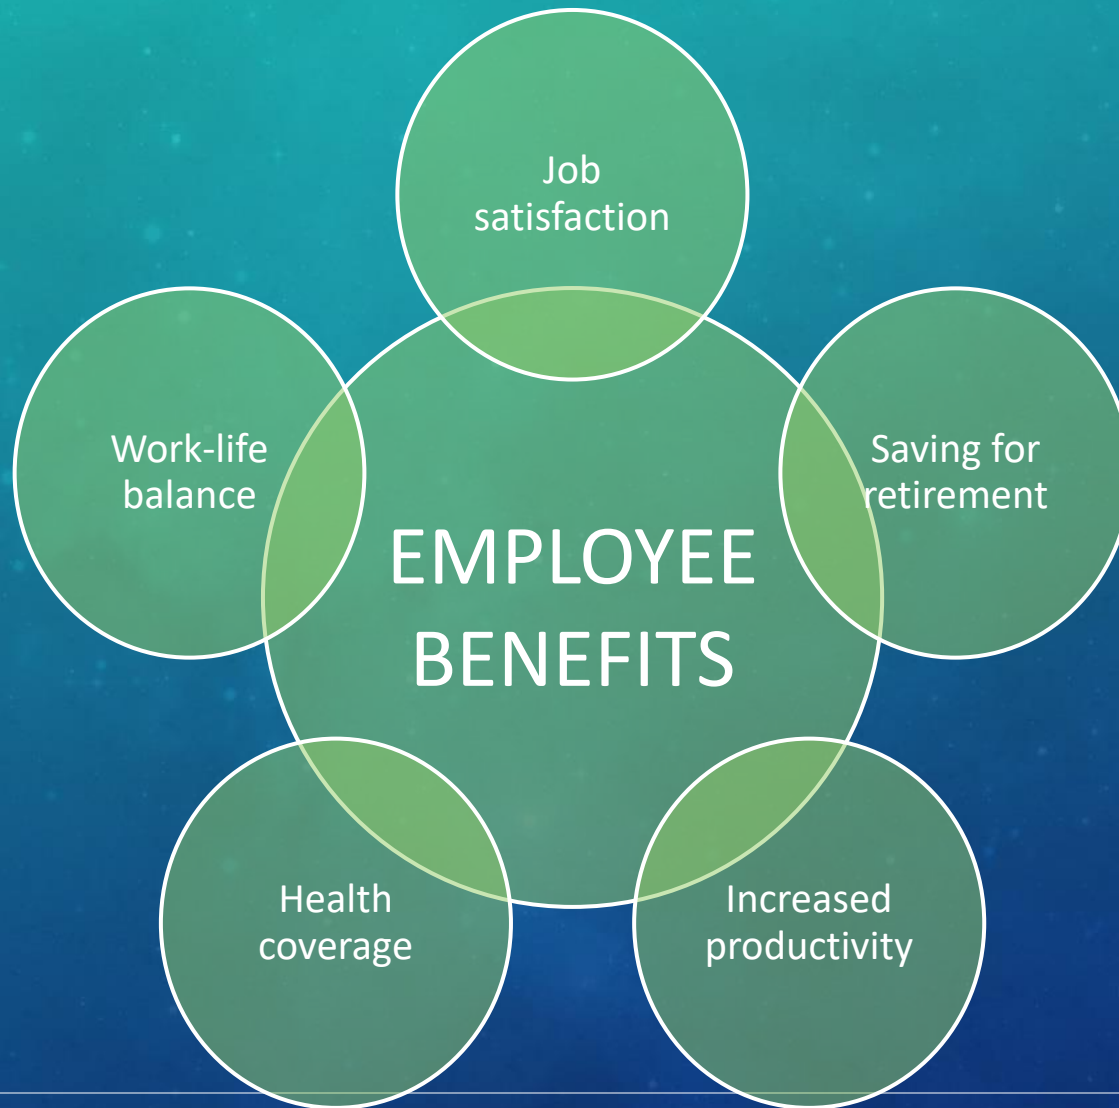 Job
satisfaction
Work-life
balance
Saving for
retirement
EMPLOYEE
BENEFITS
Health
coverage
Increased
productivity